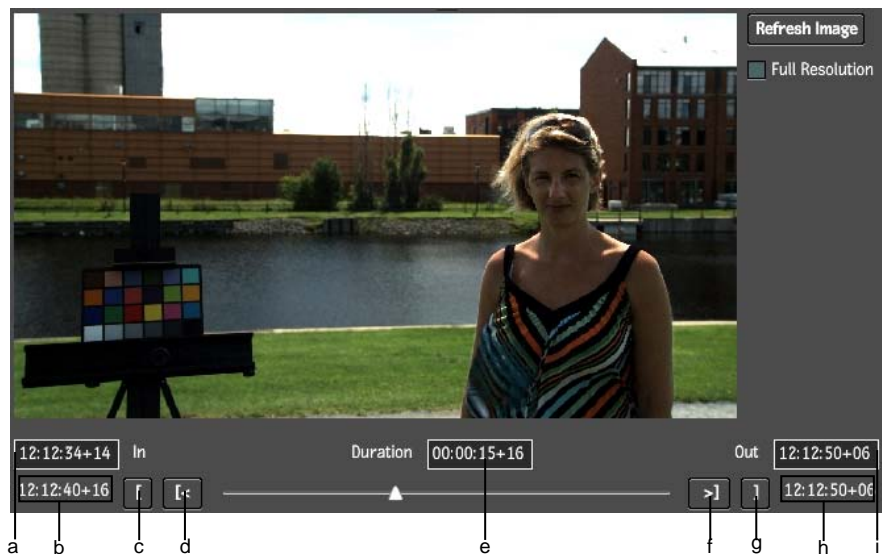 Refresh Image
Full Resolution
12:12:34+14 In Duration 00:00:15+16 Out 12:12:50+06
12:12:40+16 [ [< >] ] 12:12:50+06
a b c d e f g h i